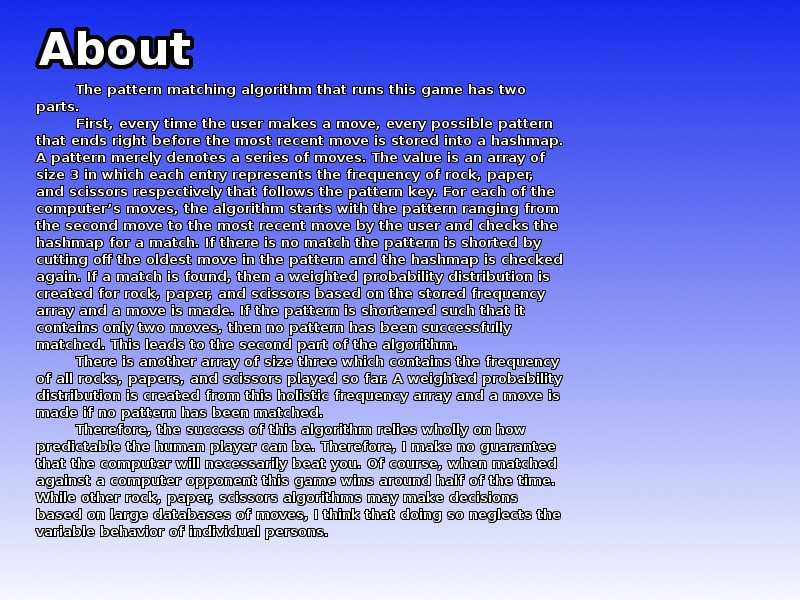 About
The pattern matching algorithm that runs this game has two
parts.
First, every time the user makes a move, every possible pattern
that ends right before the most recent move is stored into a hashmap.
A pattern merely denotes a series of moves. The value is an array of
size 3 in which each entry represents the frequency of rock, paper,
and scissors respectively that follows the pattern key. For each of the
computer's moves, the algorithm starts with the pattern ranging from
the second move to the most recent move by the user and checks the
hashmap for a match. If there is no match the pattern is shorted by
cutting off the oldest move in the pattern and the hashmap is checked
again. If a match is found, then a weighted probability distribution is
created for rock, paper, and scissors based on the stored frequency
array and a move is made. If the pattern is shortened such that it
contains only two moves, then no pattern has been successfully
matched. This leads to the second part of the algorithm.
There is another array of size three which contains the frequency
of all rocks, papers, and scissors played so far. A weighted probability
distribution is created from this holistic frequency array and a move is
made if no pattern has been matched.
Therefore, the success of this algorithm relies wholly on how
predictable the human player can be. Therefore, I make no guarantee
that the computer will necessarily beat you. Of course, when matched
against a computer opponent this game wins around half of the time.
While other rock, paper, scissors algorithms may make decisions
based on large databases of moves, I think that doing so neglects the
variable behavior of individual persons.